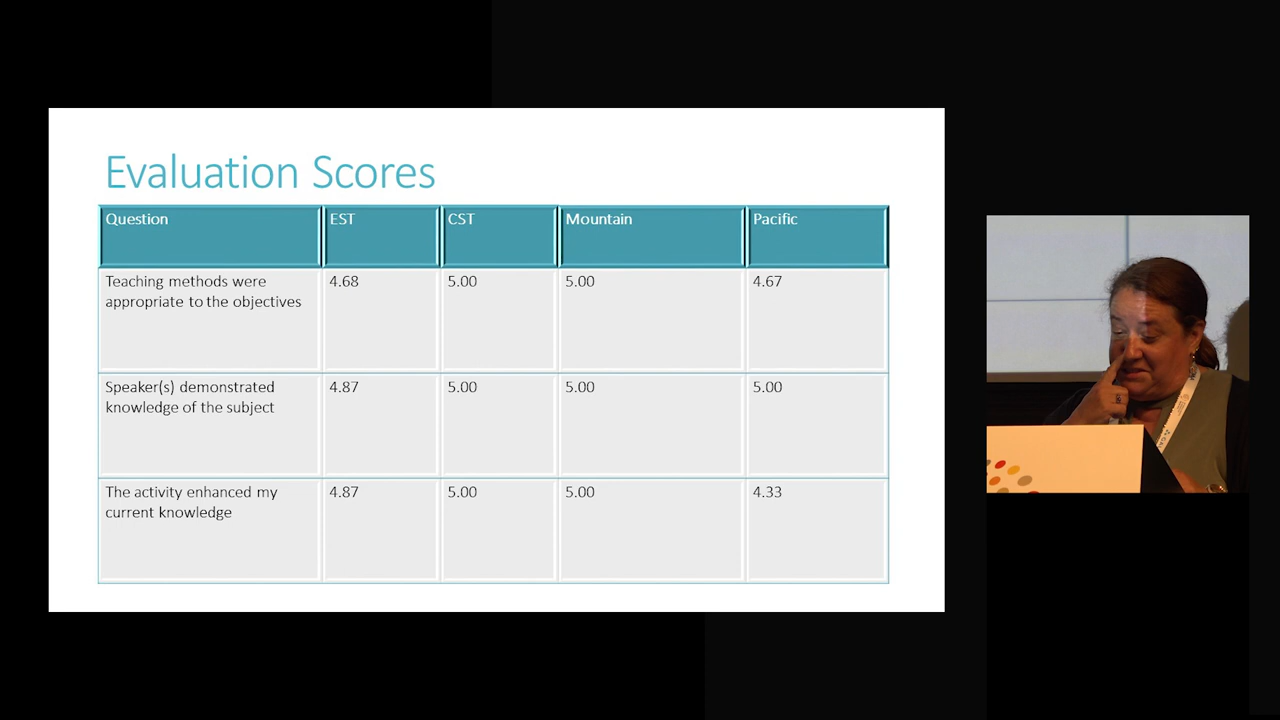 Evaluation Scores
Question EST CST Mountain Pacific
Teaching methods were
appropriate to the objectives
4.68 5.00 5.00 4.67
Speaker(s) demonstrated
knowledge of the subject
4.87 5.00 5.00 5.00
The activity enhanced my
current knowledge
4.87 5.00 5.00 4.33